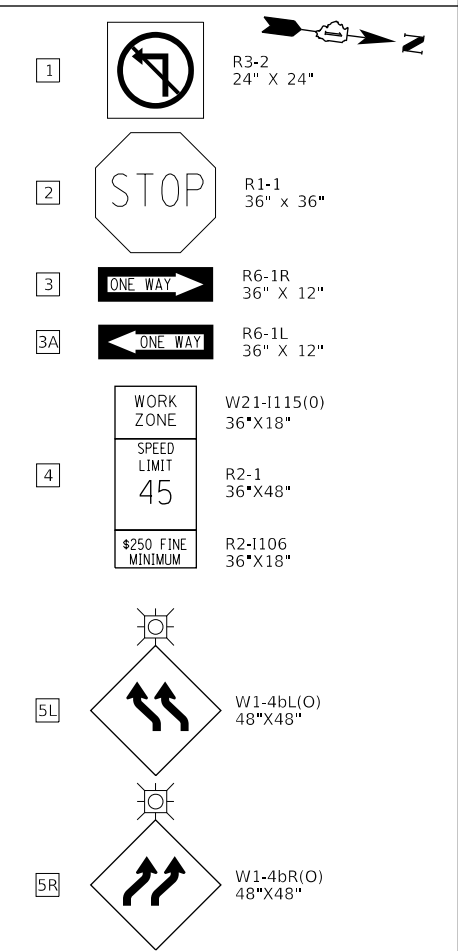 N
1
R3-2
24" X 24"
2
STOP
R1-1
36" x 36"
3
ONE WAY
R6-1R
36" X 12"
3A
ONE WAY
R6-1L
36" X 12"
4
WORK
ZONE
W21-I115(0)
36"X18"
SPEED
LIMIT
45
R2-1
36"X48"
$250 FINE
MINIMUM
R2-I106
36"X18"
5L
W1-4bL(O)
48"X48"
5R
W1-4bR(O)
48"X48"